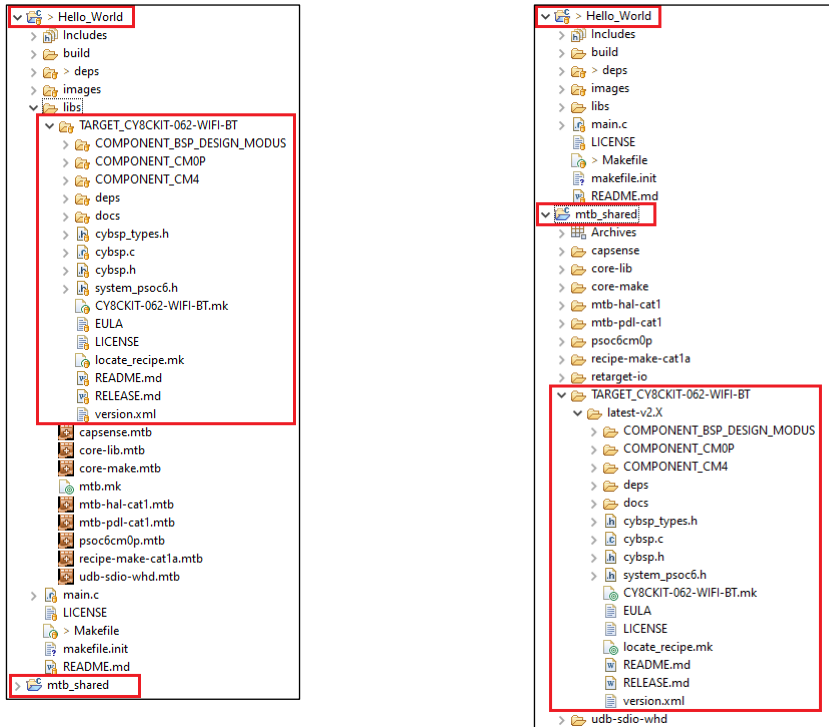 > Hello_World
Includes
build
> deps
images
libs
TARGET_CY8CKIT-062-WIFI-BT
COMPONENT_BSP_DESIGN_MODUS
COMPONENT_CM0P
COMPONENT_CM4
deps
docs
cybsp_types.h
cybsp.c
cybsp.h
system_psoc6.h
CY8CKIT-062-WIFI-BT.mk
EULA
LICENSE
locate_recipe.mk
README.md
RELEASE.md
version.xml
capsense.mtb
core-lib.mtb
core-make.mtb
mtb.mk
mtb-hal-cat1.mtb
mtb-pdl-cat1.mtb
psoc6cm0p.mtb
recipe-make-cat1a.mtb
udb-sdio-whd.mtb
main.c
LICENSE
> Makefile
makefile.init
README.md
mtb_shared
> Hello_World
Includes
build
> deps
images
libs
main.c
LICENSE
> Makefile
makefile.init
README.md
mtb_shared
Archives
capsense
core-lib
core-make
mtb-hal-cat1
mtb-pdl-cat1
psoc6cm0p
recipe-make-cat1a
retarget-io
TARGET_CY8CKIT-062-WIFI-BT
latest-v2.X
COMPONENT_BSP_DESIGN_MODUS
COMPONENT_CM0P
COMPONENT_CM4
deps
docs
cybsp_types.h
cybsp.c
cybsp.h
system_psoc6.h
CY8CKIT-062-WIFI-BT.mk
EULA
LICENSE
locate_recipe.mk
README.md
RELEASE.md
version.xml
udb-sdio-whd